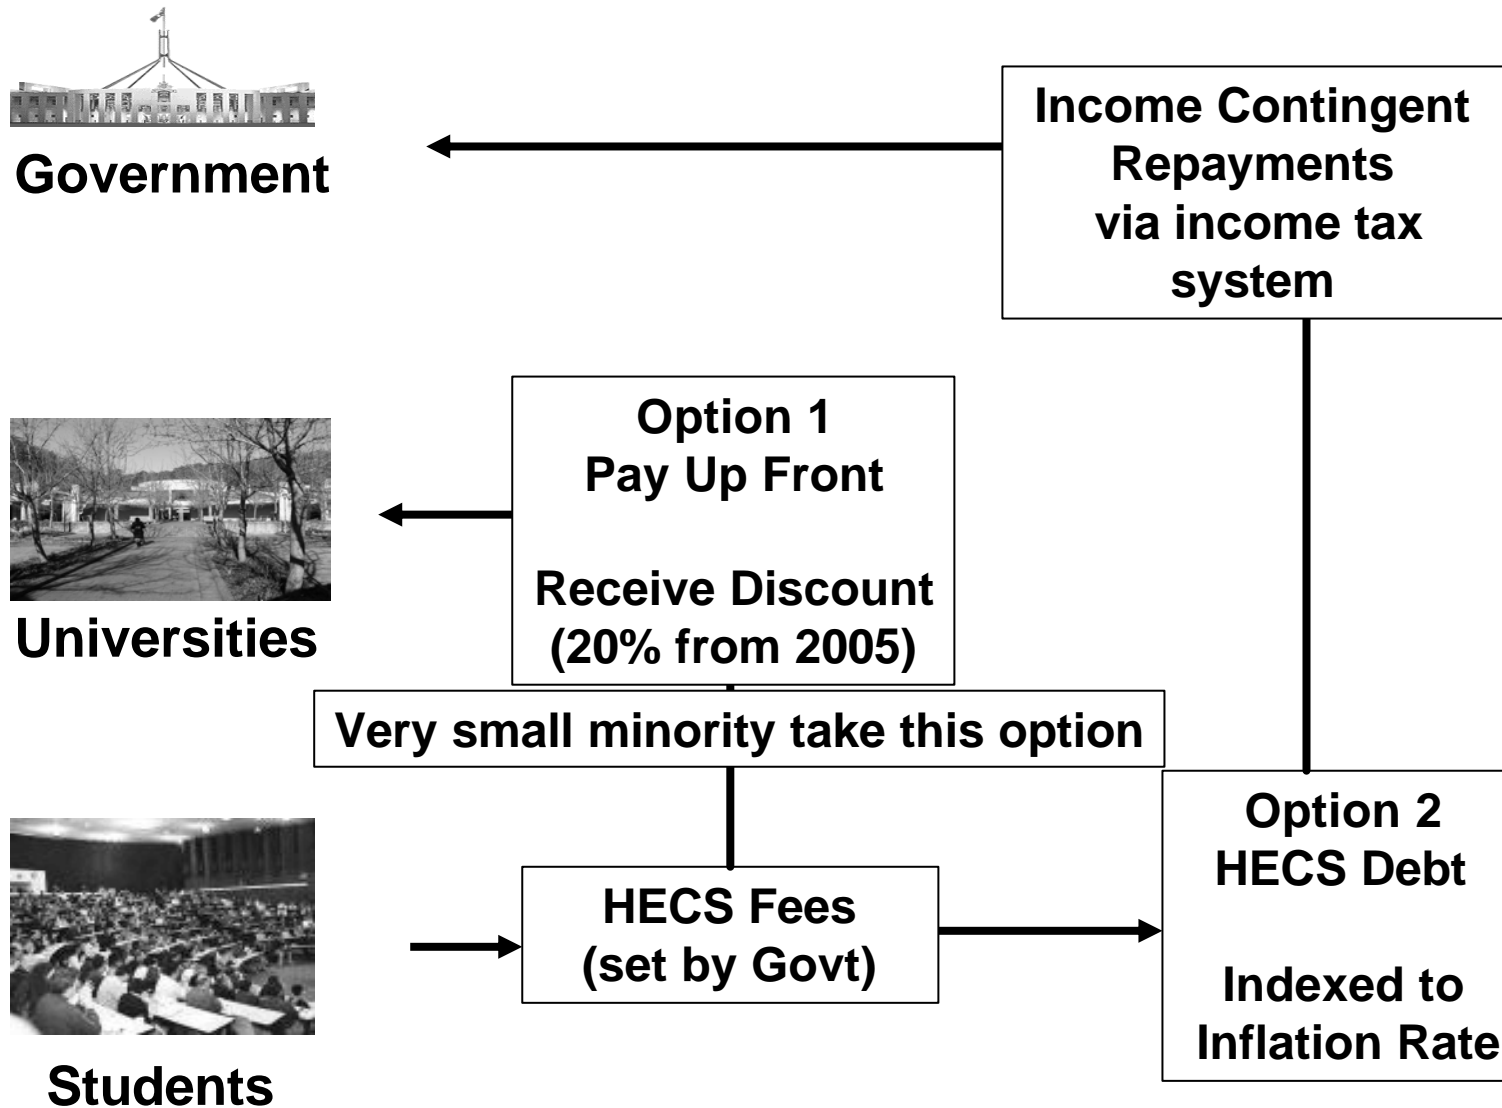 Government
Income Contingent
Repayments
via income tax
system
Option 1
Pay Up Front
Receive Discount
(20% from 2005)
Universities
Very small minority take this option
Option 2
HECS Debt
Indexed to
Inflation Rate
HECS Fees
(set by Govt)
Students